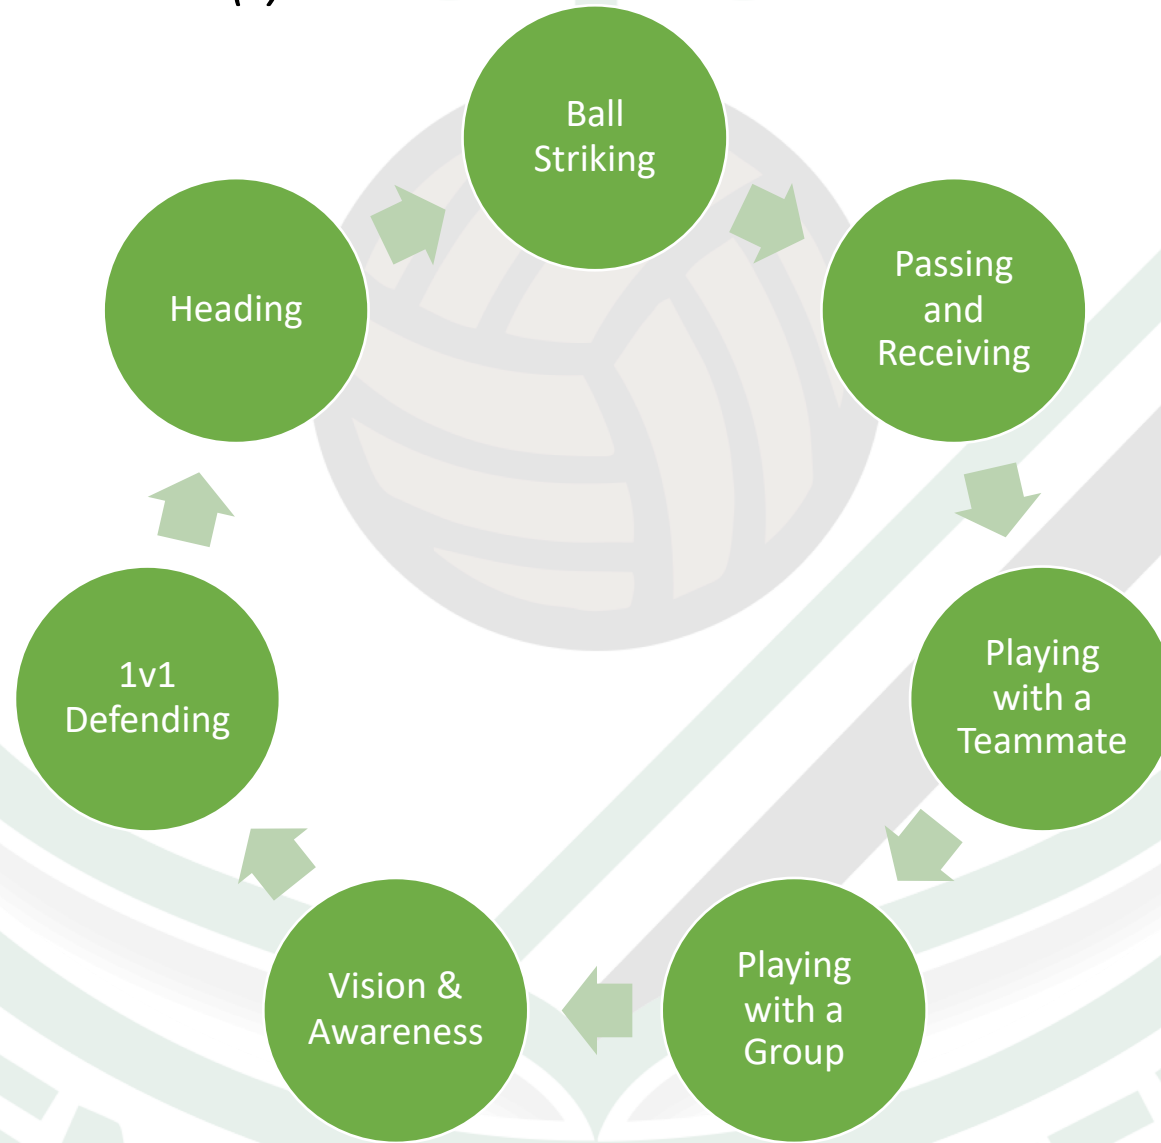 Ball
Striking
Passing
and
Receiving
Playing
with a
Teammate
Playing
with a
Group
Vision &
Awareness
1v1
Defending
Heading